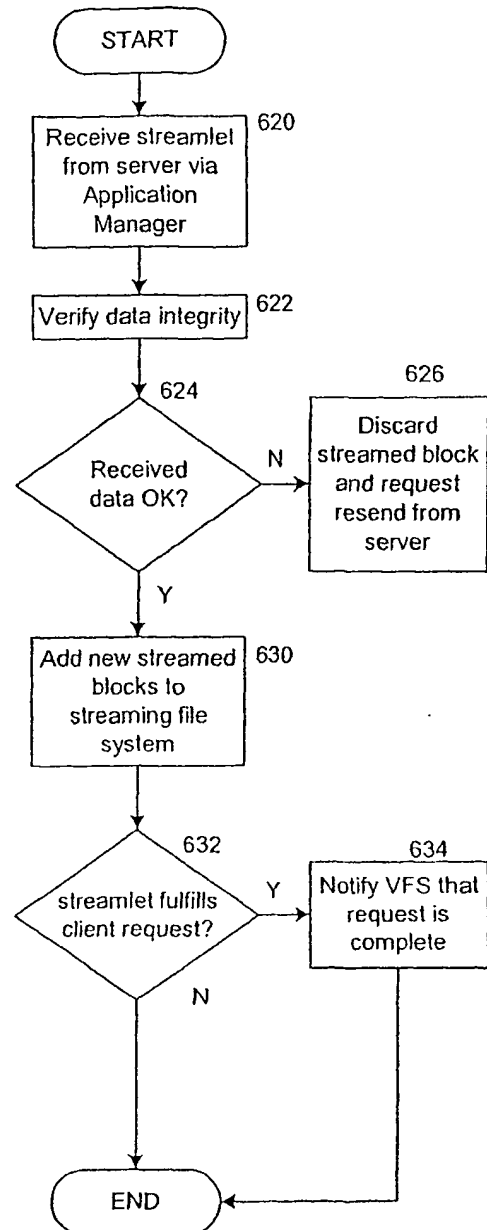 START
620
Receive streamlet
from server via
Application
Manager
622
Verify data integrity
624
626
Received
data OK?
N
Discard
streamed block
and request
resend from
server
Y
630
Add new streamed
blocks to
streaming file
system
632
634
streamlet fulfills
client request?
Y
Notify VFS that
request is
complete
N
END